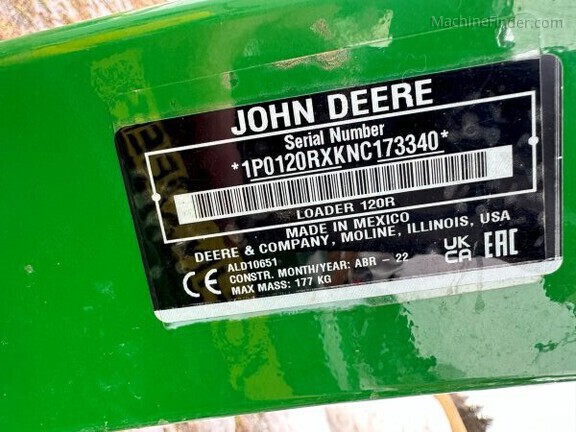 MachineFinder.com
JOHN DEERE
Serial Number
*1P0120RXKNC173340*
LOADER 120R
MADE IN MEXICO
DEERE & COMPANY, MOLINE, ILLINOIS, USA
ALD10651
CONSTR. MONTH/YEAR: ABR - 22
MAX MASS: 177 KG
CE
UK
CA
EAC